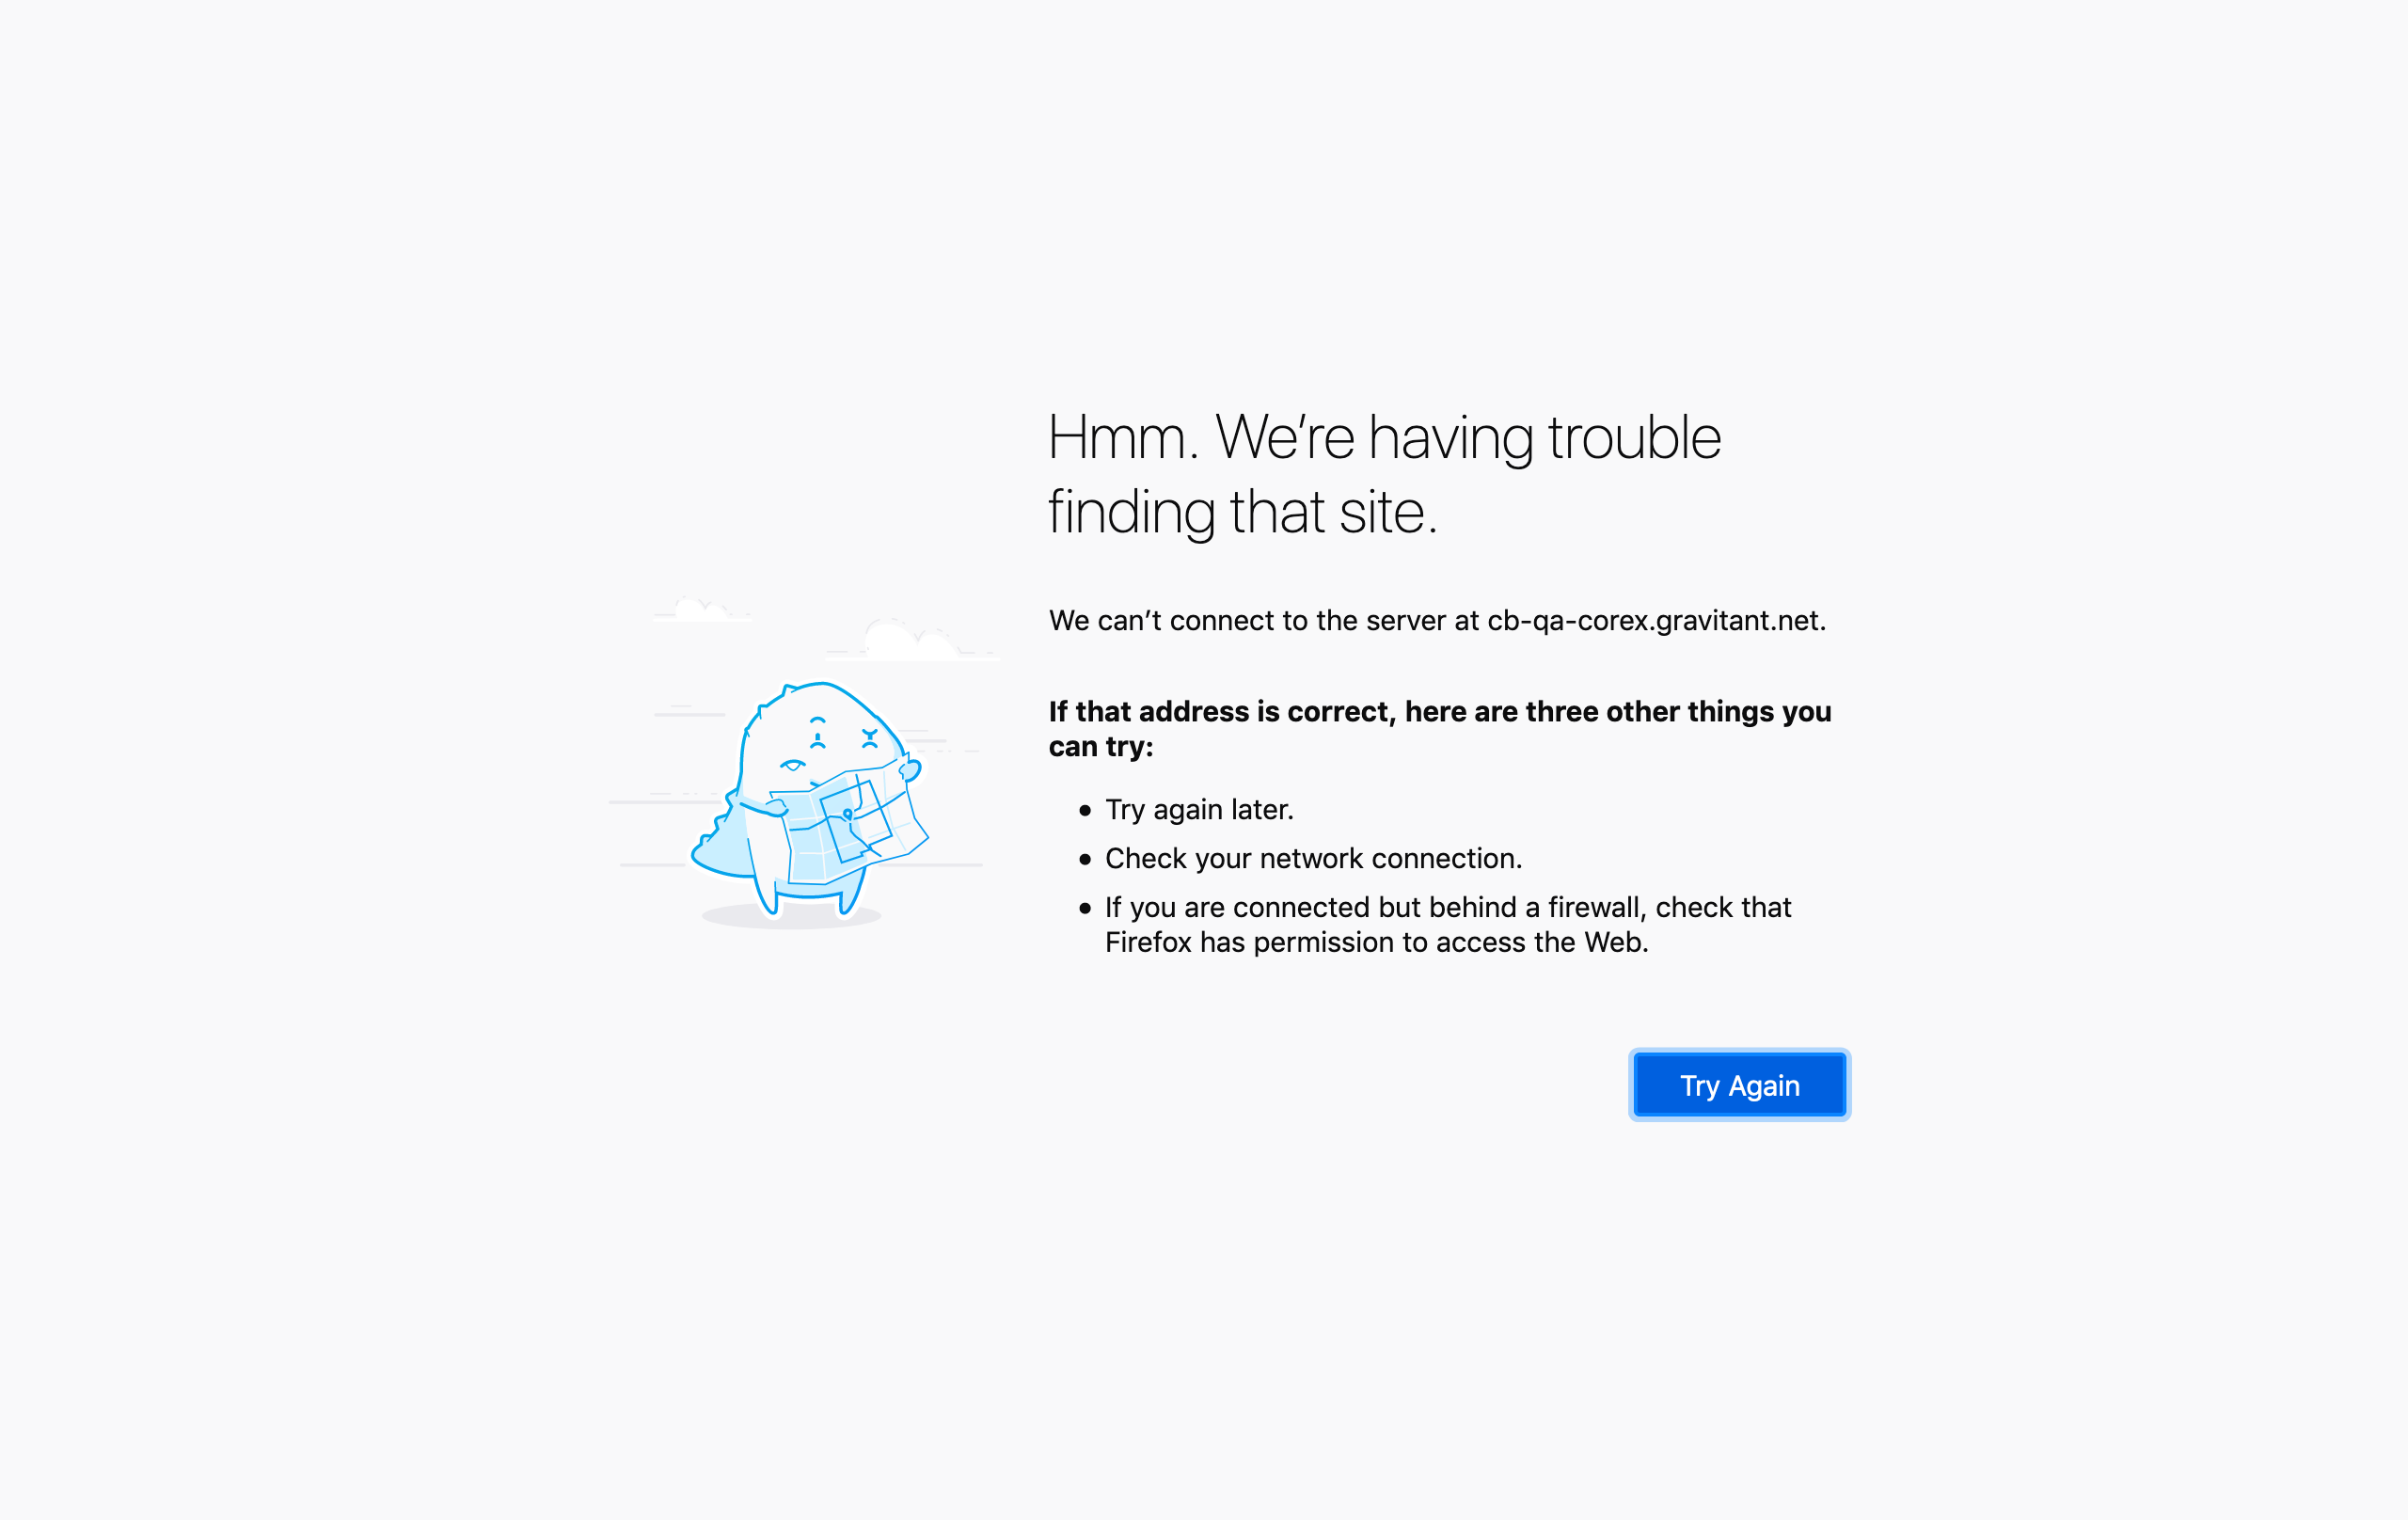 Hmm. We’re having trouble
finding that site.
We can’t connect to the server at cb-qa-corex.gravitant.net.
If that address is correct, here are three other things you
can try:
Try again later.
Check your network connection.
If you are connected but behind a firewall, check that
Firefox has permission to access the Web.
Try Again